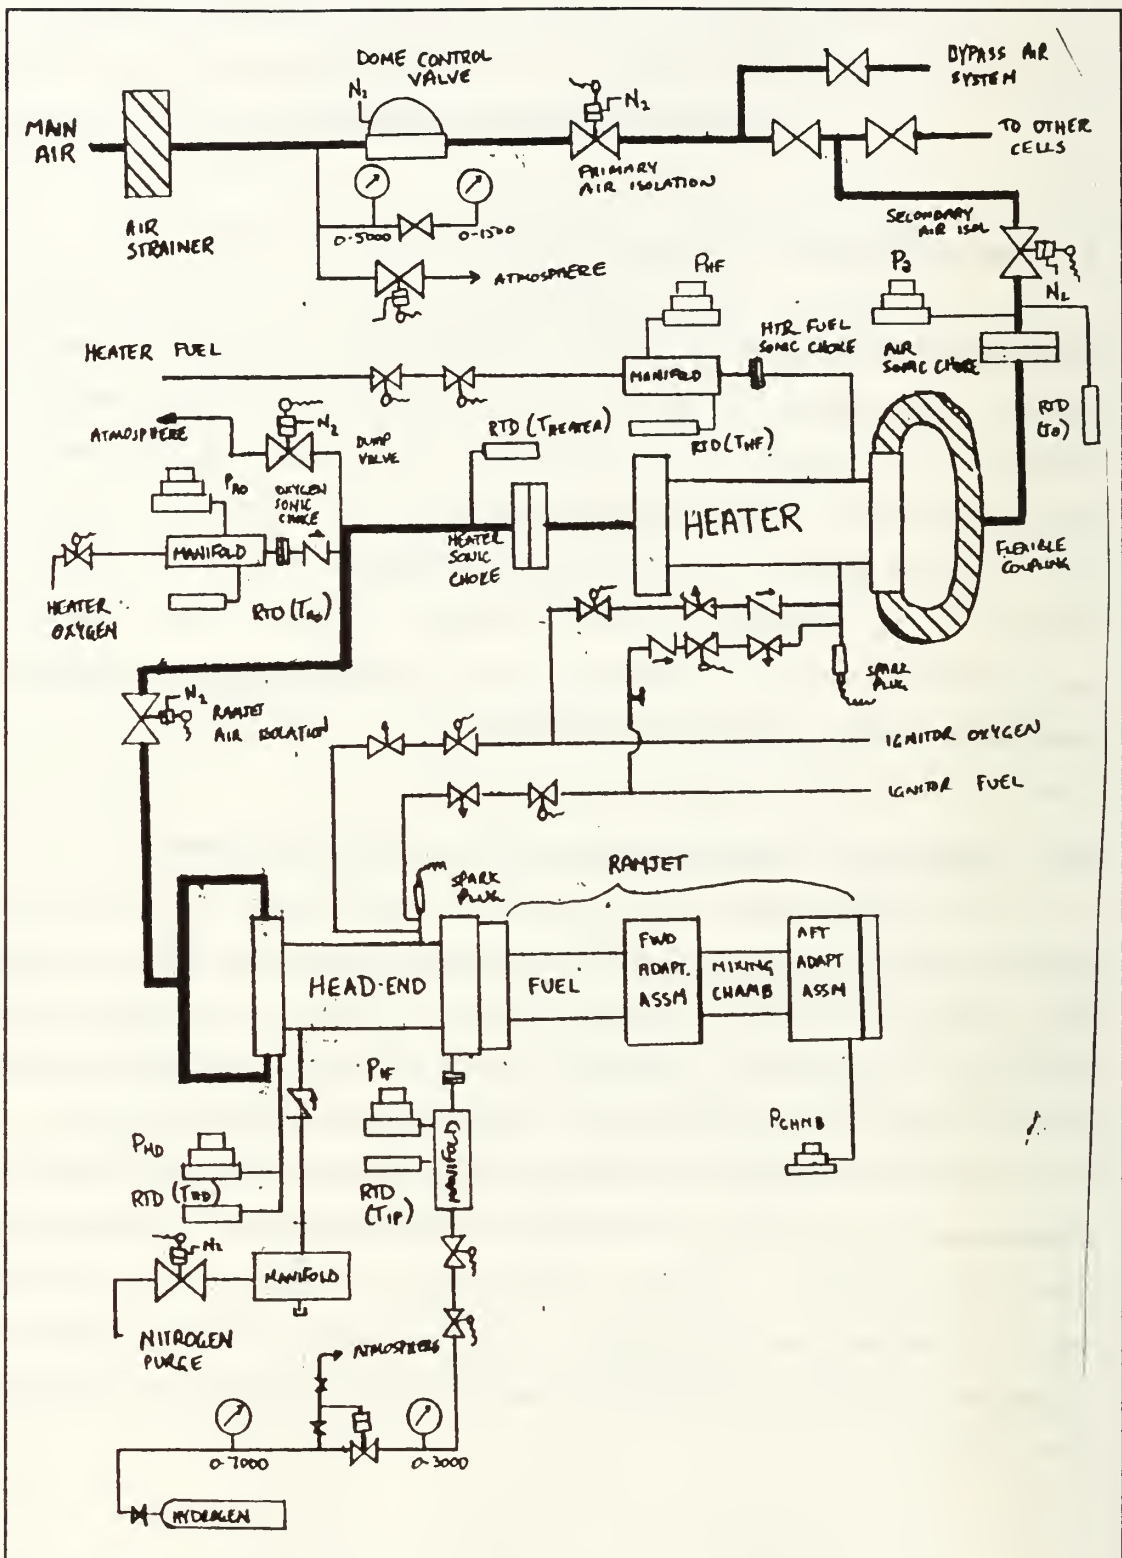 DOME CONTROL
VALVE
N2
N2
BYPASS AIR
SYSTEM
MAIN
AIR
TO OTHER
CELLS
PRIMARY
AIR ISOLATION
AIR
STRAINER
0-5000
0-1500
ATMOSPHERE
SECONDARY
AIR ISOL
N2
PHF
HEATER FUEL
MANIFOLD
HTR FUEL
SONIC CHOKE
AIR
SONIC CHOKE
RTD
ATMOSPHERE
N2
DUMP
VALVE
RTD (THEATER)
RTD (THF)
OXYGEN
SONIC
CHOKE
MANIFOLD
HEATER
OXYGEN
HEATER
SONIC
CHOKE
HEATER
FLEXIBLE
COUPLING
SPARK
PLUG
N2
RAMJET
AIR ISOLATION
IGNITOR OXYGEN
IGNITOR FUEL
RAMJET
SPARK
PLUG
HEAD-END
FUEL
FWD
ADAPT.
ASSM
MIXING
CHAMB
AFT
ADAPT
ASSM
PHD
RTD (THD)
MANIFOLD
RTD
PCHMB
N2
MANIFOLD
NITROGEN
PURGE
ATMOSPHERE
0-7000
0-3000
HYDROGEN